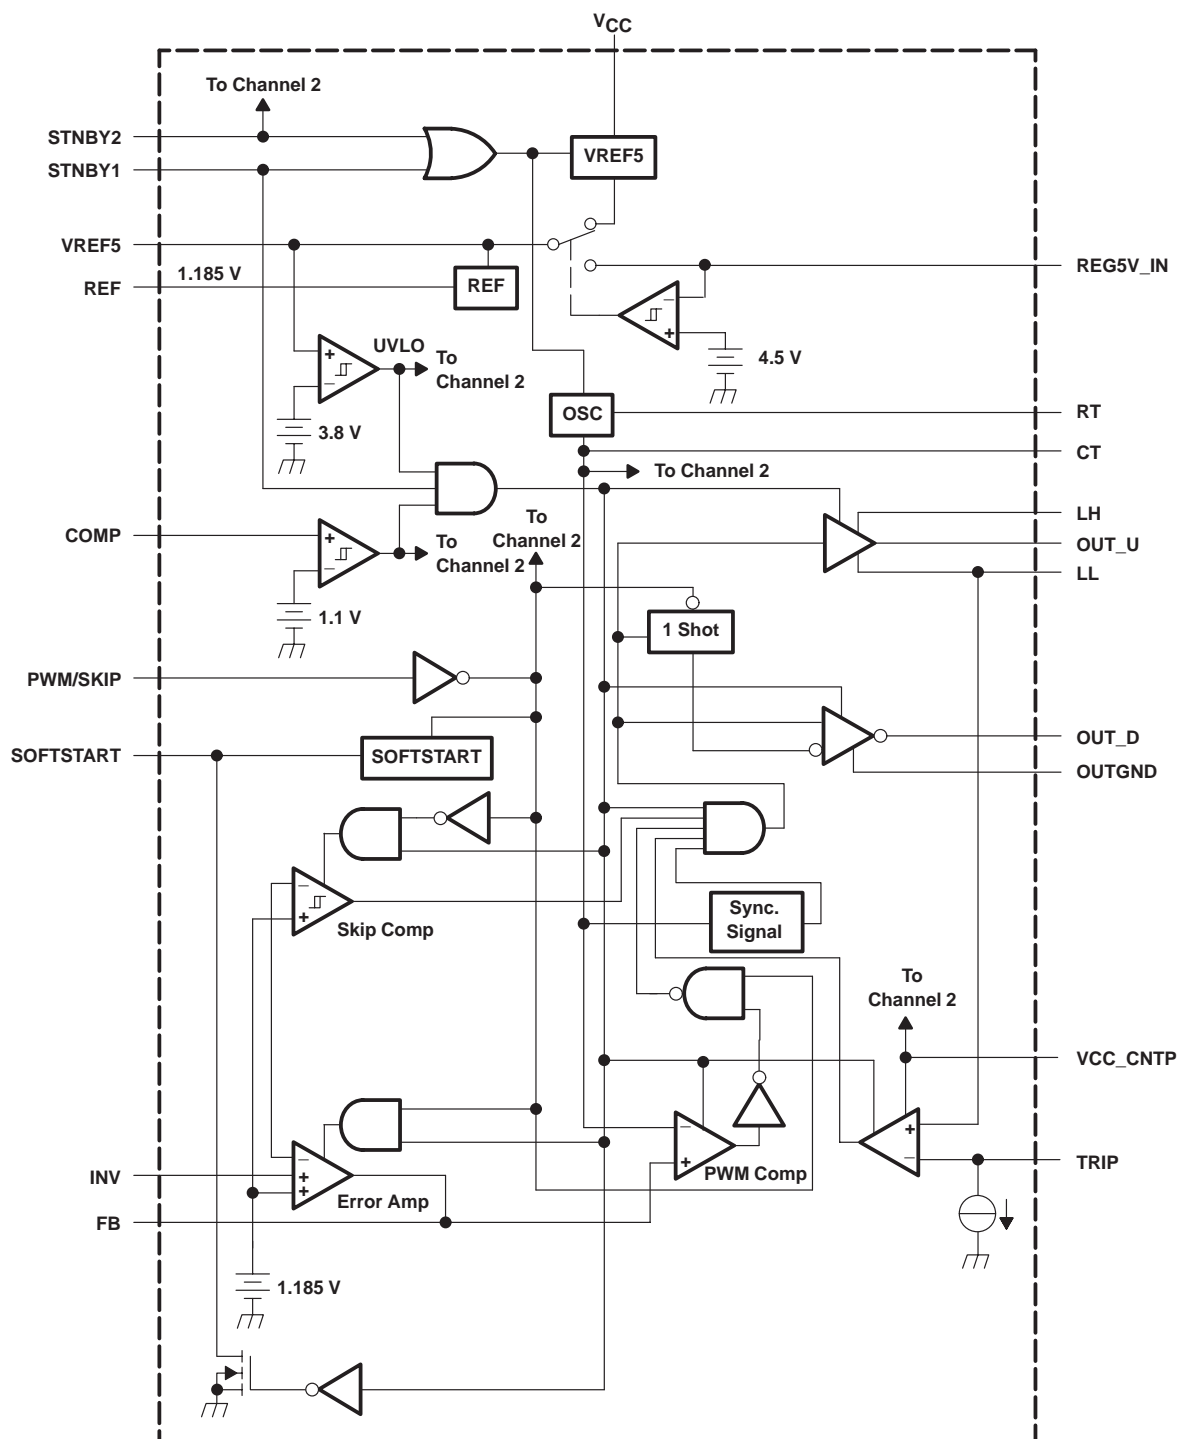 VCC
To Channel 2
STNBY2
VREF5
STNBY1
VREF5
REG5V_IN
1.185 V
REF
REF
+
−
4.5 V
UVLO
To
Channel 2
+
−
3.8 V
OSC
RT
CT
To Channel 2
LH
OUT_U
LL
COMP
+
−
To
Channel 2
To
Channel 2
1.1 V
1 Shot
PWM/SKIP
OUT_D
OUTGND
SOFTSTART
SOFTSTART
−
+
Skip Comp
Sync.
Signal
To
Channel 2
VCC_CNTP
+
−
TRIP
−
+
PWM Comp
INV
−
+
+
Error Amp
FB
1.185 V